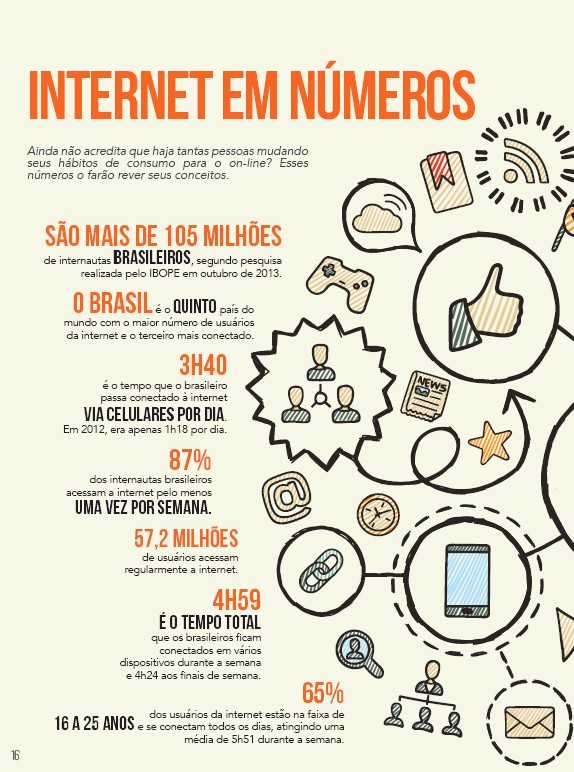 INTERNET EM NÚMEROS
Ainda não acredita que haja tantas pessoas mudando
seus hábitos de consumo para o on-line? Esses
números o farão rever seus conceitos.
SÃO MAIS DE 105 MILHÕES
de internautas BRASILEIROS, segundo pesquisa
realizada pelo IBOPE em outubro de 2013.
O BRASIL é o QUINTO país do
mundo com o maior número de usuários
da internet e o terceiro mais conectado.
3H40
é o tempo que o brasileiro
passa conectado à internet
VIA CELULARES POR DIA.
Em 2012, era apenas 1h18 por dia.
87%
dos internautas brasileiros
acessam a internet pelo menos
UMA VEZ POR SEMANA.
57,2 MILHÕES
de usuários acessam
regularmente a internet.
4H59
É O TEMPO TOTAL
que os brasileiros ficam
conectados em vários
dispositivos durante a semana
e 4h24 aos finais de semana.
65%
dos usuários da internet estão na faixa de
16 A 25 ANOS e se conectam todos os dias, atingindo uma
média de 5h51 durante a semana.
NEWS
@
16